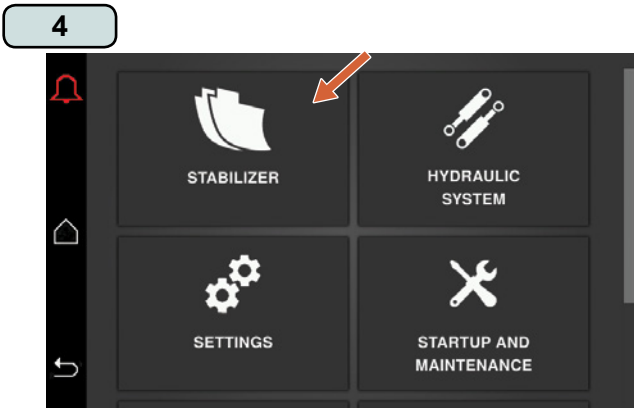 4
STABILIZER
HYDRAULIC
SYSTEM
SETTINGS
STARTUP AND
MAINTENANCE